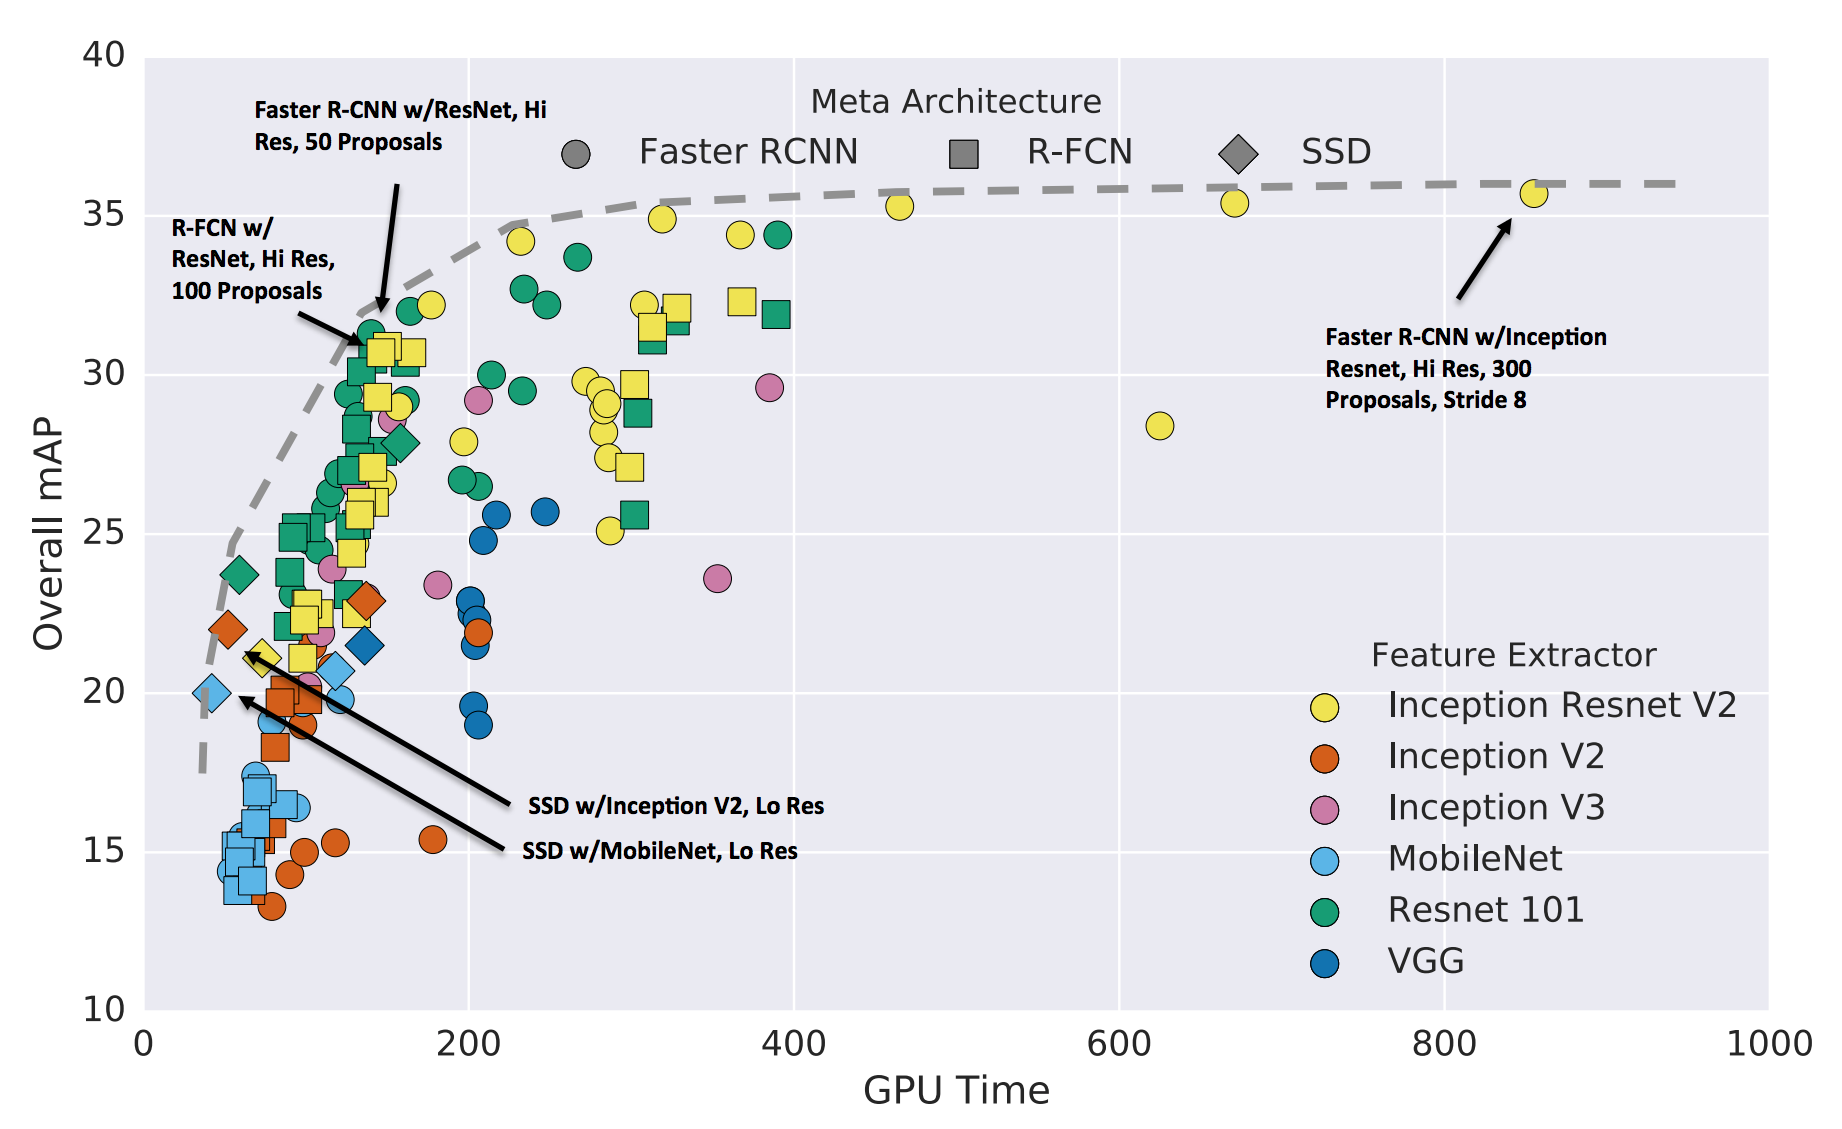 40
35
30
25
20
15
10
Overall mAP
0
200
400
600
800
1000
GPU Time
Meta Architecture
Faster RCNN
R-FCN
SSD
Faster R-CNN w/ResNet, Hi
Res, 50 Proposals
R-FCN w/
ResNet, Hi Res,
100 Proposals
Faster R-CNN w/Inception
Resnet, Hi Res, 300
Proposals, Stride 8
SSD w/Inception V2, Lo Res
SSD w/MobileNet, Lo Res
Feature Extractor
Inception Resnet V2
Inception V2
Inception V3
MobileNet
Resnet 101
VGG